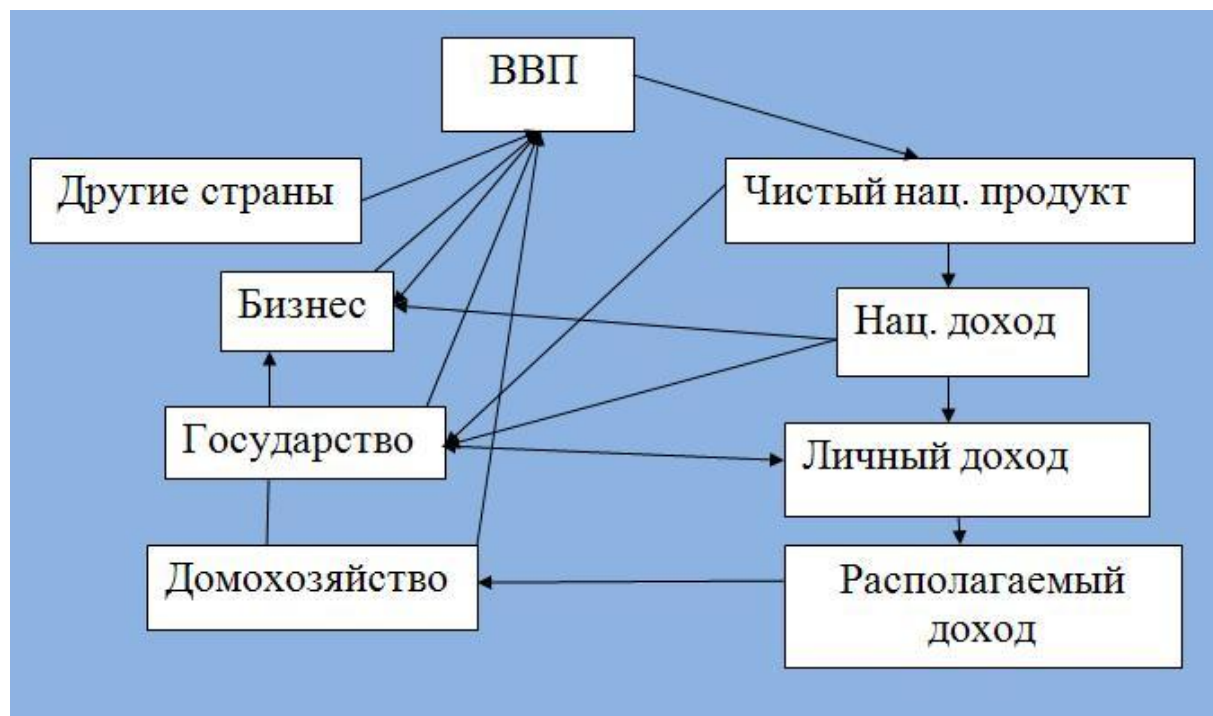 ВВП
Другие страны
Чистый нац. продукт
Бизнес
Нац. доход
Государство
Личный доход
Домохозяйство
Располагаемый
доход